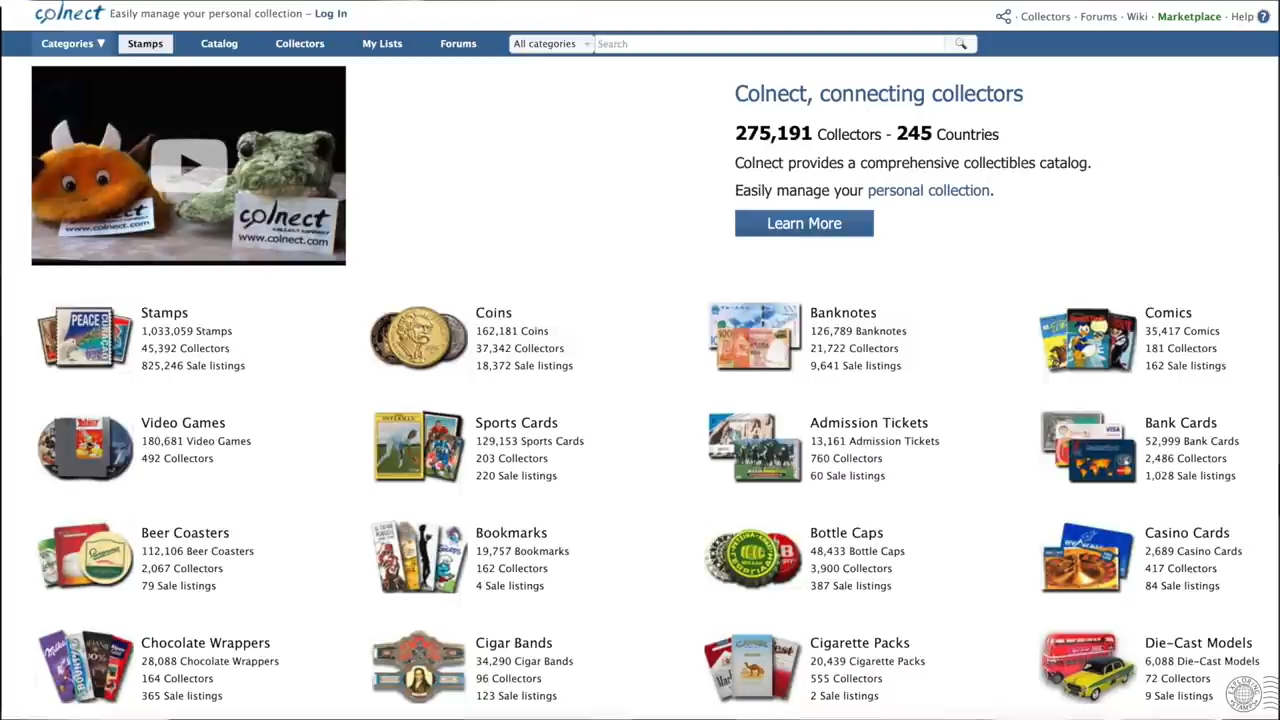 colnect Easily manage your personal collection – Log In
Collectors - Forums - Wiki - Marketplace - Help ?
Categories ▼ Stamps Catalog Collectors My Lists Forums All categories Search
colnect
COLLECT CONNECT
www.colnect.com
www.colnect.com
Colnect, connecting collectors
275,191 Collectors - 245 Countries
Colnect provides a comprehensive collectibles catalog.
Easily manage your personal collection.
Learn More
PEACE
Stamps
1,033,059 Stamps
45,392 Collectors
825,246 Sale listings
Coins
162,181 Coins
37,342 Collectors
18,372 Sale listings
Banknotes
126,789 Banknotes
21,722 Collectors
9,641 Sale listings
Comics
35,417 Comics
181 Collectors
162 Sale listings
Video Games
180,681 Video Games
492 Collectors
Sports Cards
129,153 Sports Cards
203 Collectors
220 Sale listings
Admission Tickets
13,161 Admission Tickets
760 Collectors
60 Sale listings
VISA
Bank Cards
52,999 Bank Cards
2,486 Collectors
1,028 Sale listings
Beer Coasters
112,106 Beer Coasters
2,067 Collectors
79 Sale listings
Bookmarks
19,757 Bookmarks
162 Collectors
4 Sale listings
Bottle Caps
48,433 Bottle Caps
3,900 Collectors
387 Sale listings
Casino Cards
2,689 Casino Cards
417 Collectors
84 Sale listings
Chocolate Wrappers
28,088 Chocolate Wrappers
164 Collectors
365 Sale listings
Cigar Bands
34,290 Cigar Bands
96 Collectors
123 Sale listings
CAMEL
Cigarette Packs
20,439 Cigarette Packs
555 Collectors
2 Sale listings
Die-Cast Models
6,088 Die-Cast Models
72 Collectors
9 Sale listings